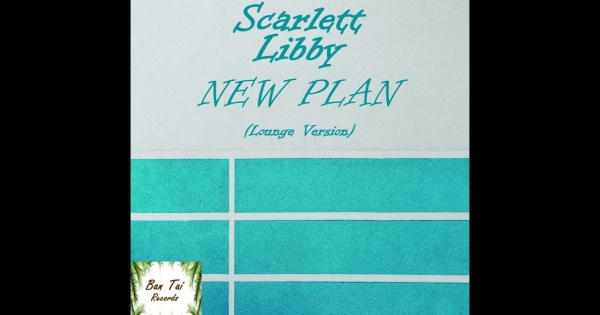 Scarlett
Libby
NEW PLAN
(Lounge Version)
Ban Tai
Records